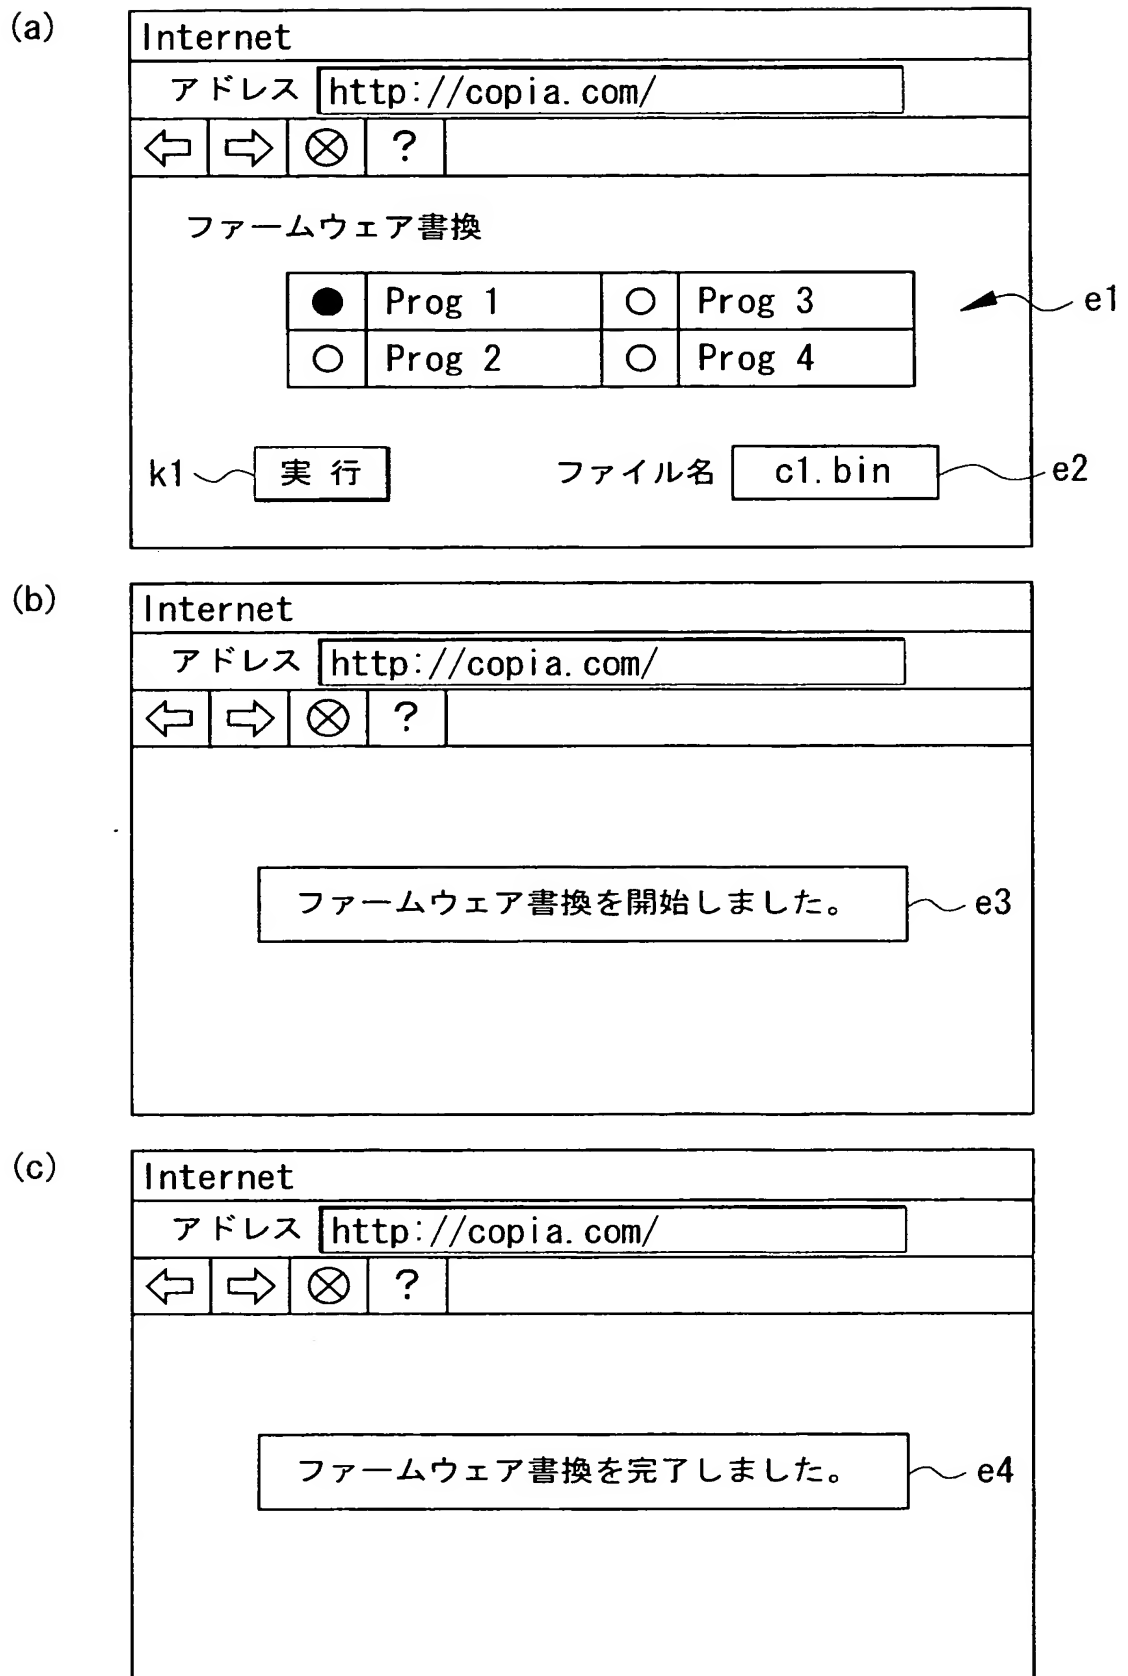 (a)
Internet
アドレス http://copia.com/
?
ファームウェア書換
Prog 1 Prog 3 e1
Prog 2 Prog 4
k1 実行 ファイル名 c1.bin e2
(b)
Internet
アドレス http://copia.com/
?
ファームウェア書換を開始しました。 e3
(c)
Internet
アドレス http://copia.com/
?
ファームウェア書換を完了しました。 e4